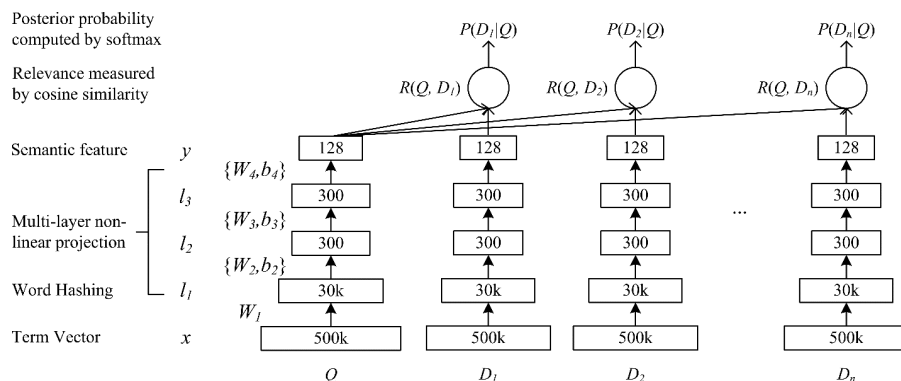 Posterior probability
computed by softmax
P(D₁|Q) P(D₂|Q) P(Dₙ|Q)
Relevance measured
by cosine similarity
R(Q, D₁) R(Q, D₂) R(Q, Dₙ)
Semantic feature y 128 128 128 128
{W₄,b₄}
l₃ 300 300 300 300
Multi-layer non-
linear projection
{W₃,b₃}
...
l₂ 300 300 300 300
{W₂,b₂}
Word Hashing l₁ 30k 30k 30k 30k
W₁
Term Vector x 500k 500k 500k 500k
Q D₁ D₂ Dₙ